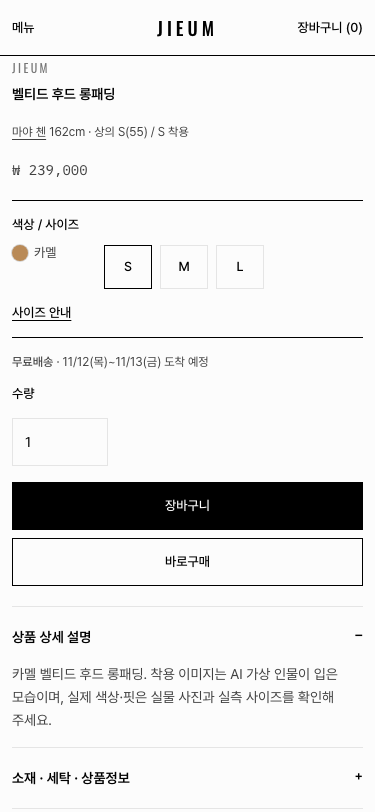 메뉴
JIEUM
장바구니 (0)
JIEUM
벨티드 후드 롱패딩
마야 첸 162cm · 상의 S(55) / S 착용
₩ 239,000
색상 / 사이즈
카멜
S
M
L
사이즈 안내
무료배송 · 11/12(목)~11/13(금) 도착 예정
수량
1
장바구니
바로구매
상품 상세 설명 −
카멜 벨티드 후드 롱패딩. 착용 이미지는 AI 가상 인물이 입은
모습이며, 실제 색상·핏은 실물 사진과 실측 사이즈를 확인해
주세요.
소재 · 세탁 · 상품정보 +